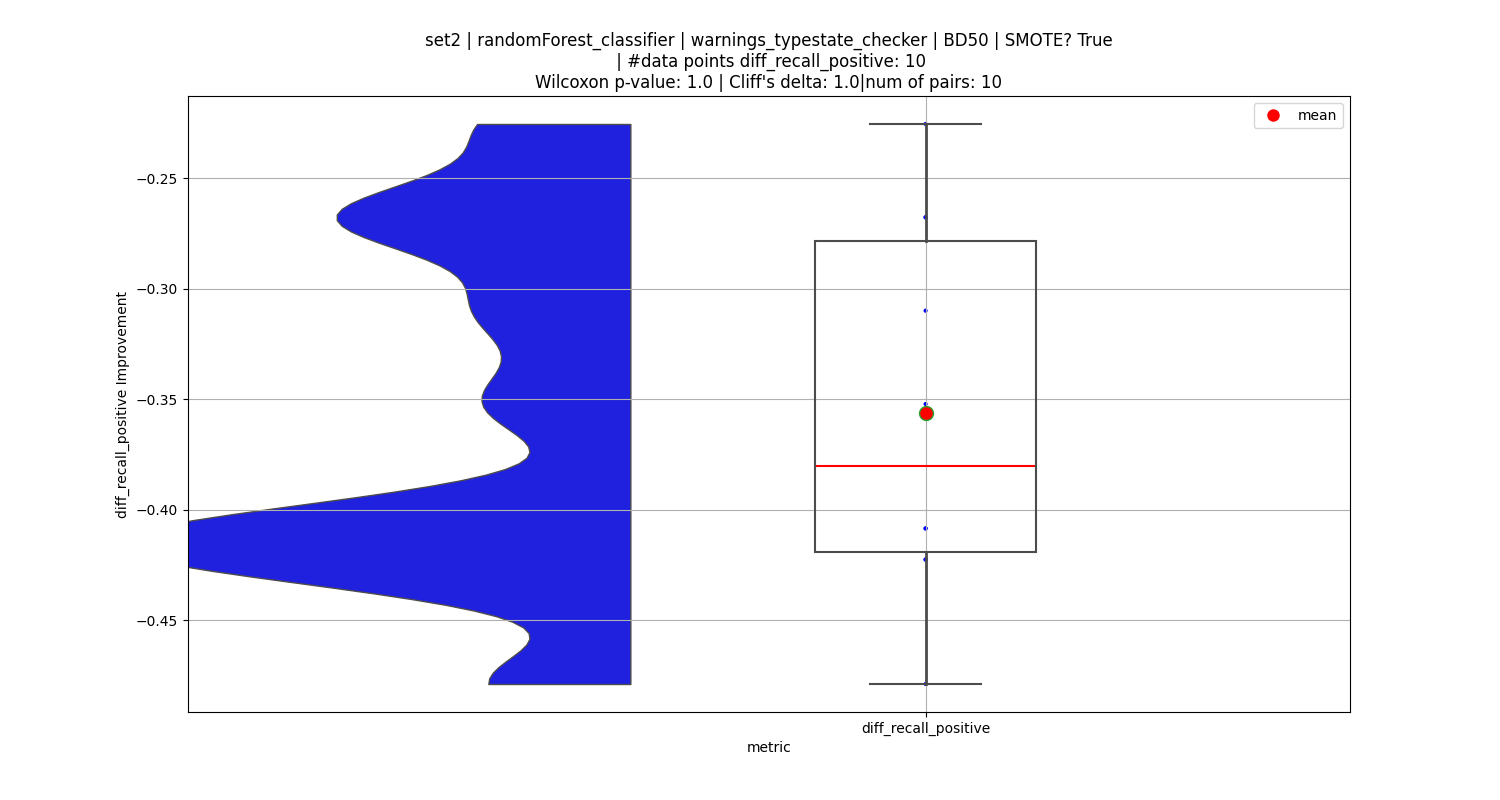 set2 | randomForest_classifier | warnings_typestate_checker | BD50 | SMOTE? True
| #data points diff_recall_positive: 10
Wilcoxon p-value: 1.0 | Cliff's delta: 1.0|num of pairs: 10
mean
−0.25
−0.30
−0.35
−0.40
−0.45
diff_recall_positive Improvement
diff_recall_positive
metric